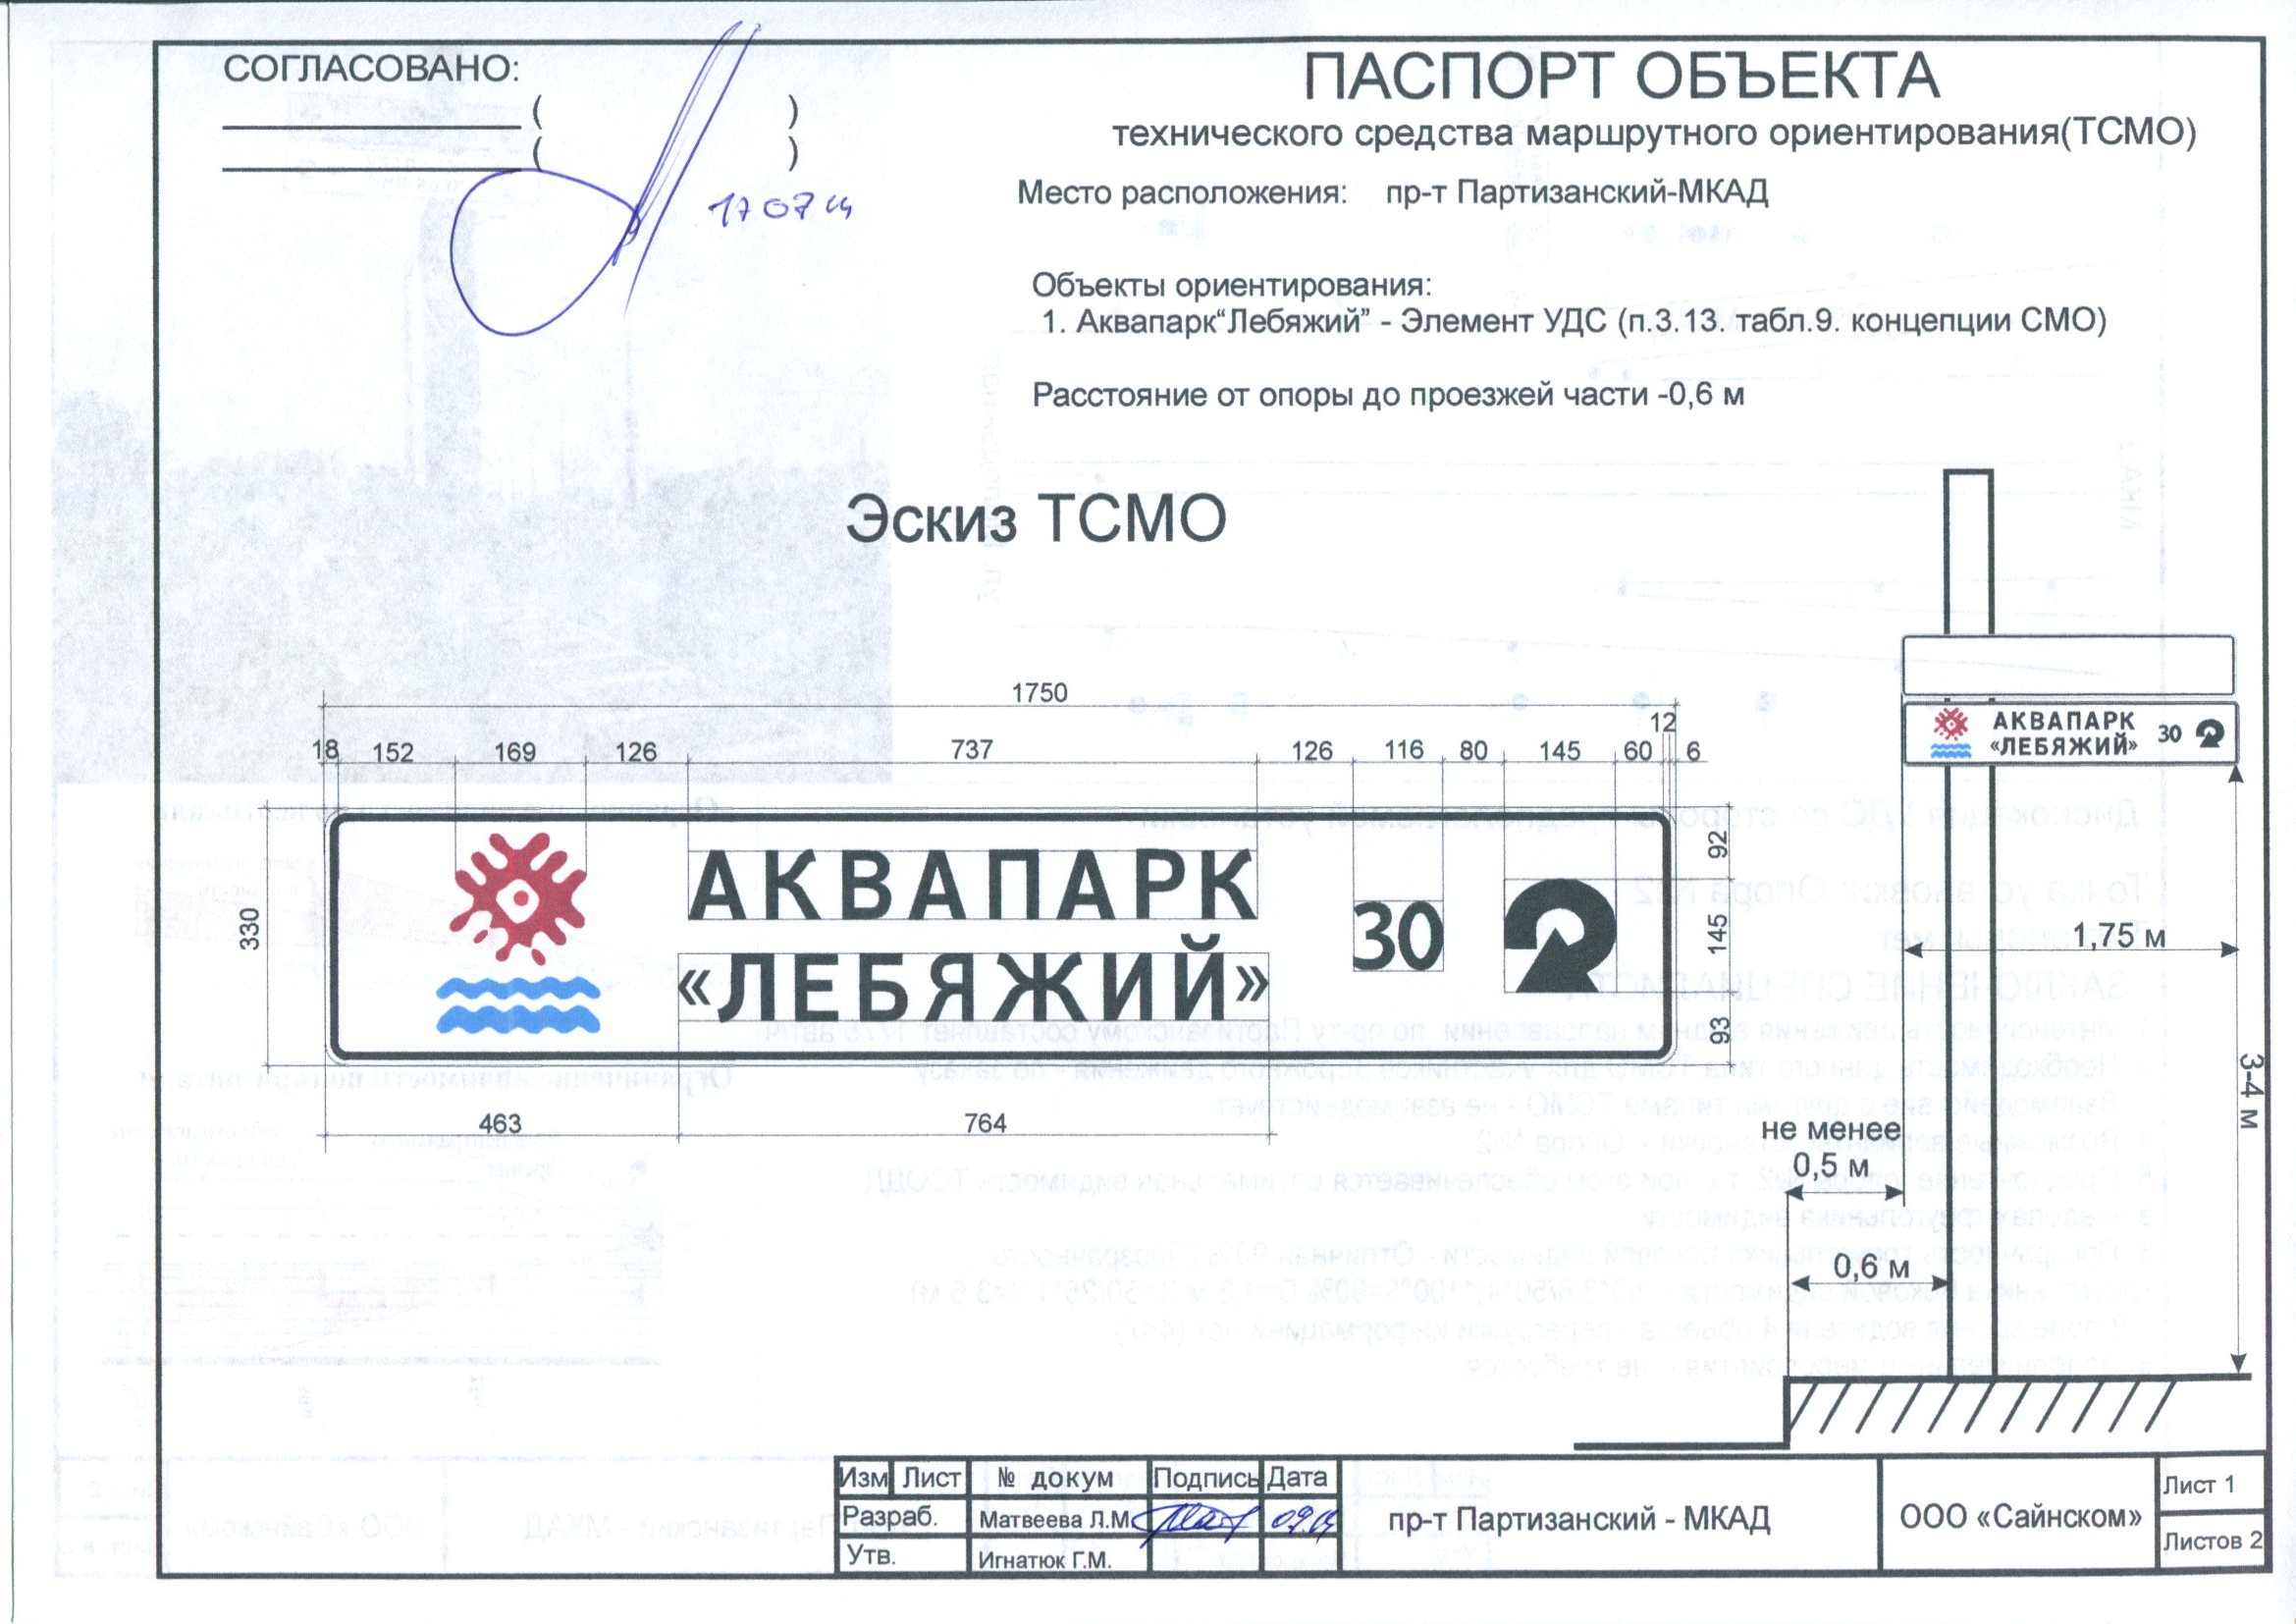 СОГЛАСОВАНО:
( )
( )
17 07 14
ПАСПОРТ ОБЪЕКТА
технического средства маршрутного ориентирования(ТСМО)
Место расположения: пр-т Партизанский-МКАД
Объекты ориентирования:
1. Аквапарк“Лебяжий” - Элемент УДС (п.3.13 табл.9. концепции СМО)
Расстояние от опоры до проезжей части -0,6 м
Эскиз ТСМО
1750
12
18 152 169 126 737 126 116 80 145 60 6
330
АКВАПАРК
«ЛЕБЯЖИЙ»
30
92
145
93
463 764
АКВАПАРК
«ЛЕБЯЖИЙ»
30
1,75 м
3-4 м
не менее
0,5 м
0,6 м
Изм Лист № докум Подпись Дата
Разраб. Матвеева Л.М. 09.14
Утв. Игнатюк Г.М.
пр-т Партизанский - МКАД
ООО «Сайнском»
Лист 1
Листов 2